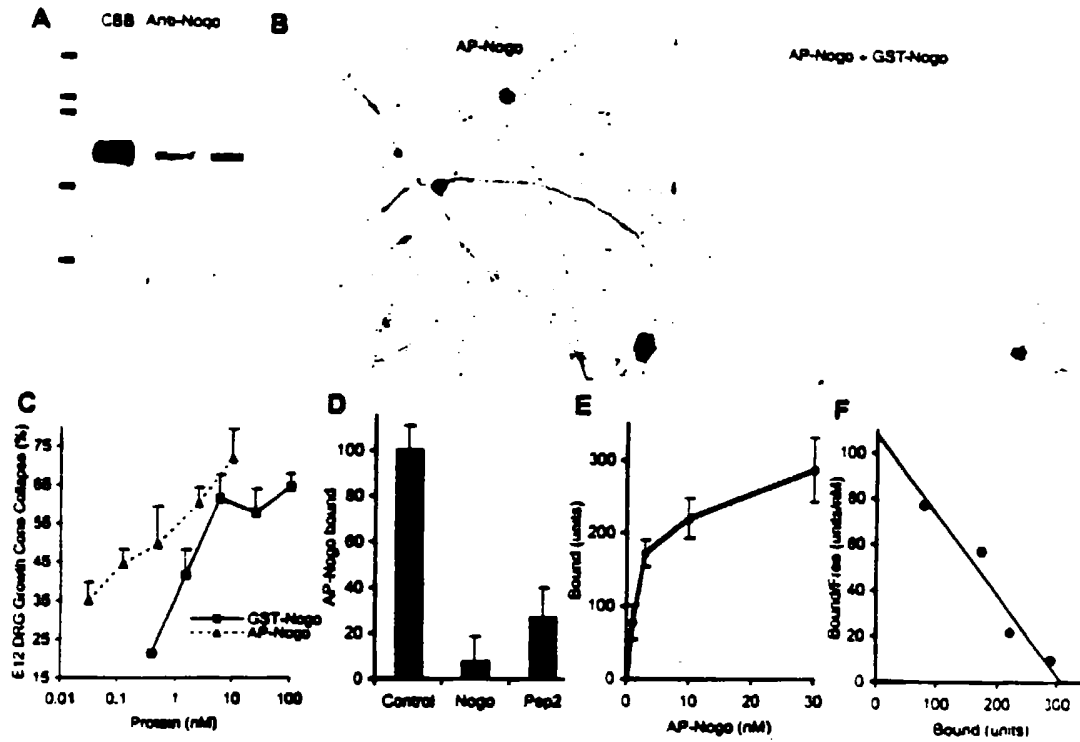 A
CBB Anti-Nogo
B
AP-Nogo
AP-Nogo + GST-Nogo
C
E12 DRG Growth Cone Collapse (%)
75
65
55
45
35
25
15
0.01 0.1 1 10 100
Protein (nM)
GST-Nogo
AP-Nogo
D
AP-Nogo bound
100
80
60
40
20
0
Control Nogo Pep2
E
Bound (units)
300
200
100
0
0 10 20 30
AP-Nogo (nM)
F
Bound/Free (units/nM)
100
80
60
40
20
0
0 100 200 300
Bound (units)